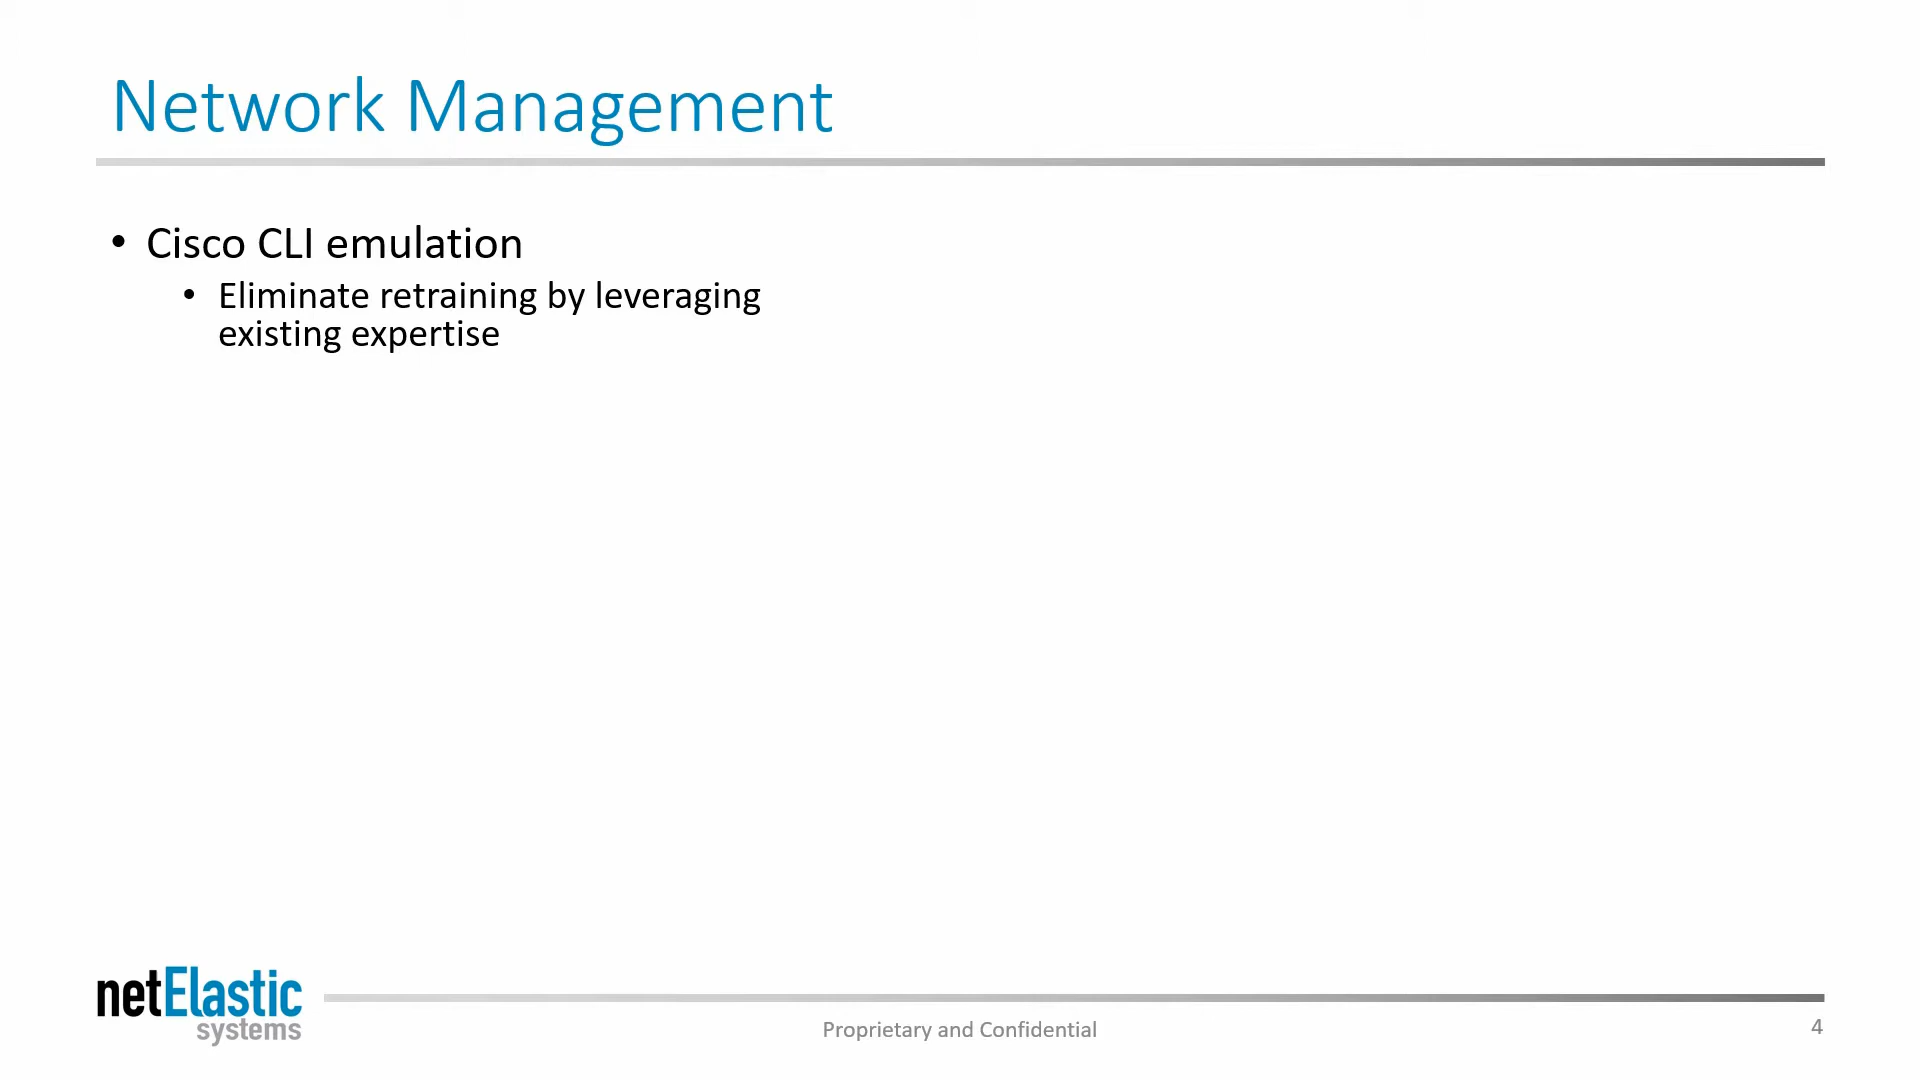 Network Management
• Cisco CLI emulation
• Eliminate retraining by leveraging
existing expertise
netElastic
systems
Proprietary and Confidential
4